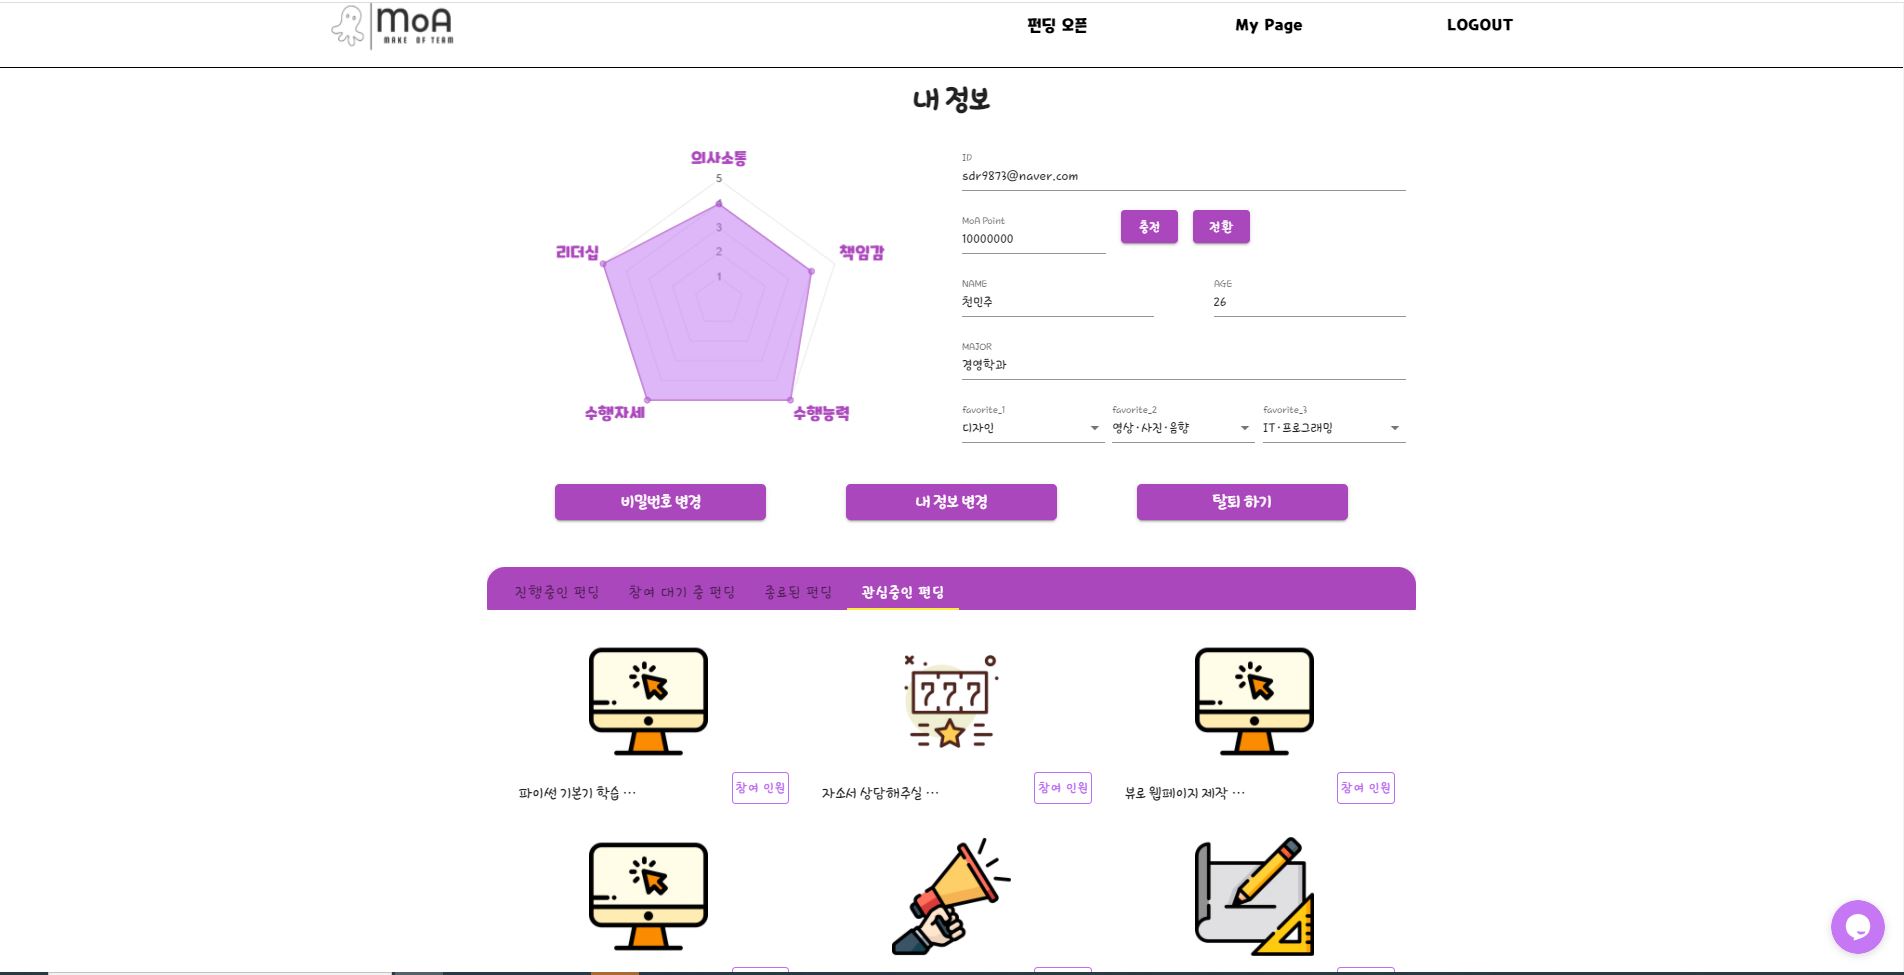 MoA
MAKE OF TEAM
펀딩 오픈
My Page
LOGOUT
내 정보
의사소통
5
4
3
2
1
리더십
책임감
수행자세
수행능력
ID
sdr9873@naver.com
MoA Point
10000000
충전
전환
NAME
천민주
AGE
26
MAJOR
경영학과
favorite_1
디자인
favorite_2
영상·사진·음향
favorite_3
IT·프로그래밍
비밀번호 변경
내 정보 변경
탈퇴 하기
진행중인 펀딩
참여 대기 중 펀딩
종료된 펀딩
관심중인 펀딩
777
파이썬 기본기 학습 ...
참여 인원
자소서 상담해주실 ...
참여 인원
뷰로 웹페이지 제작 ...
참여 인원